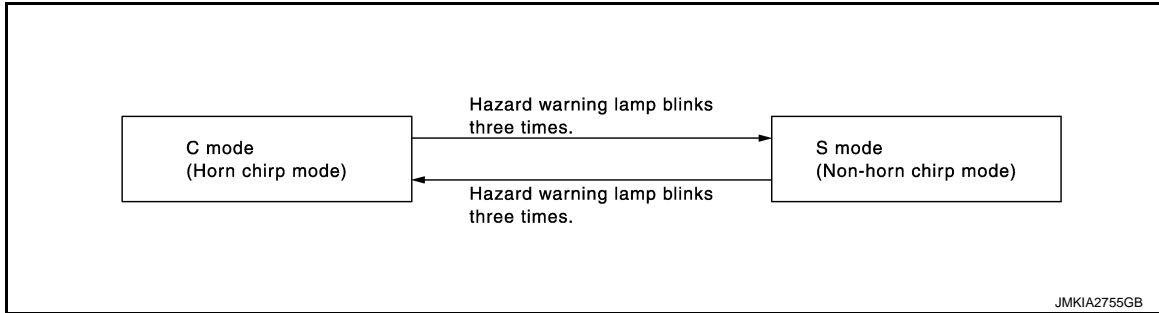 Hazard warning lamp blinks
three times.
C mode
(Horn chirp mode)
S mode
(Non-horn chirp mode)
Hazard warning lamp blinks
three times.
JMKIA2755GB